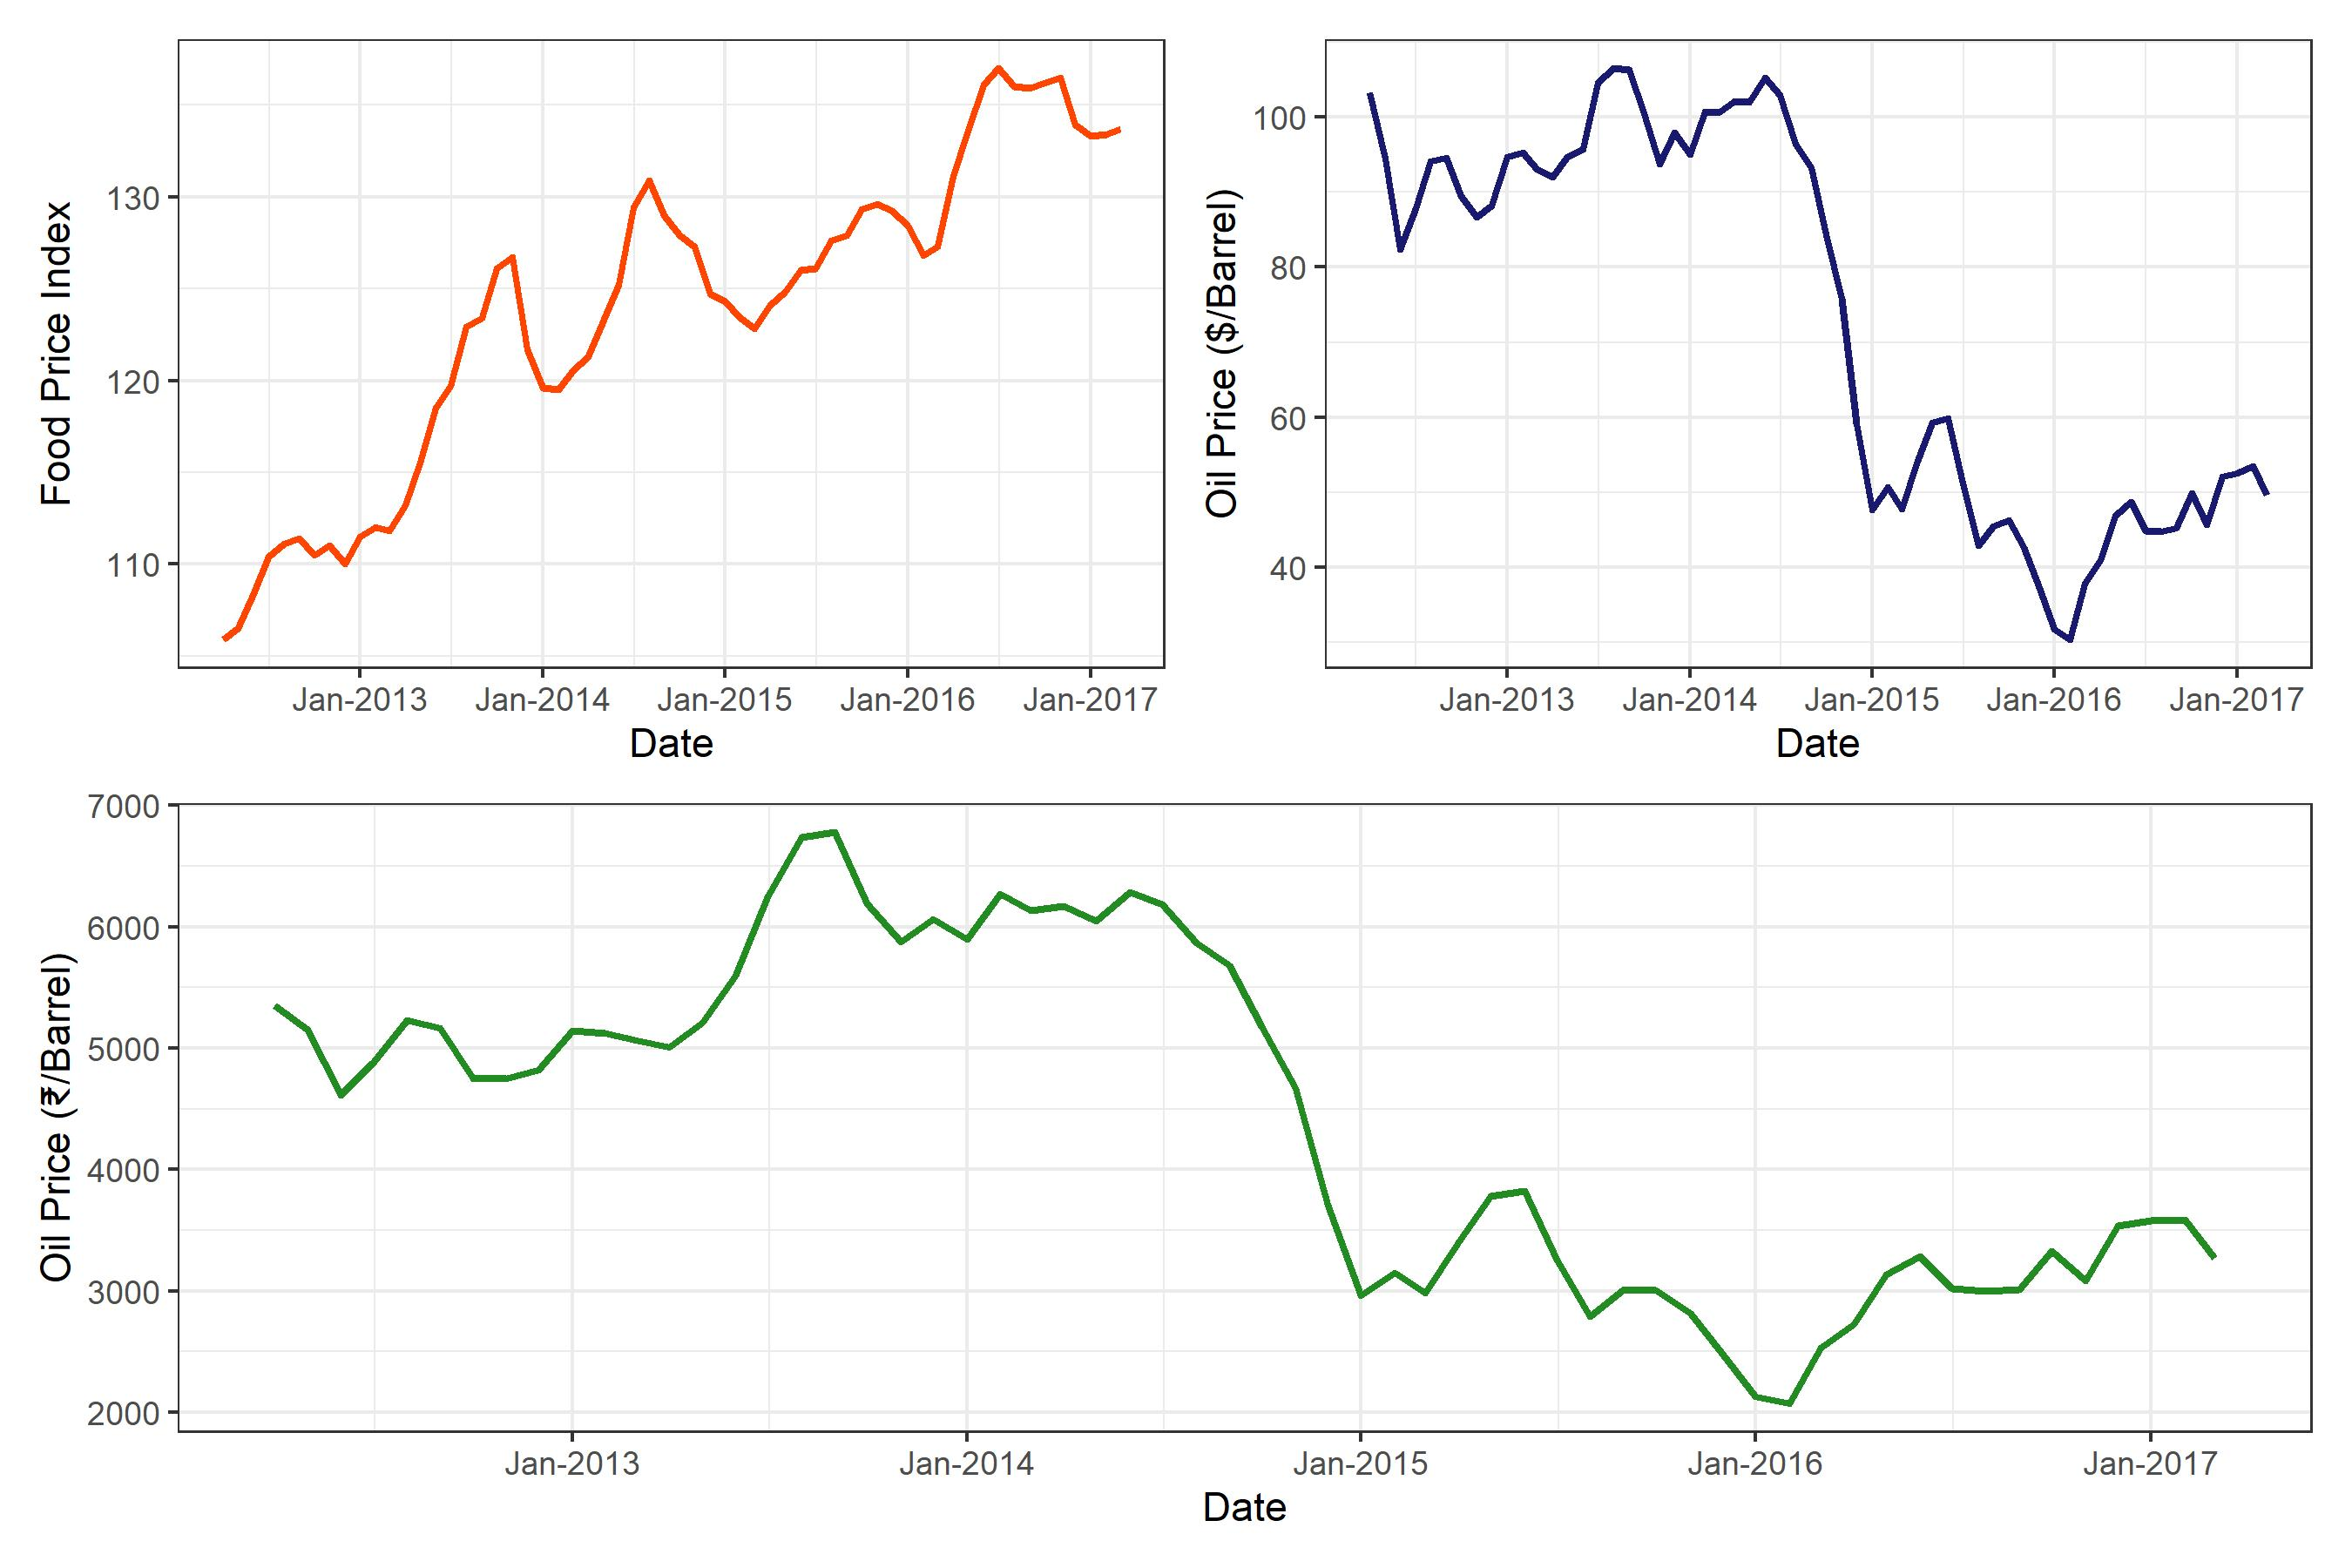 Food Price Index
130
120
110
Jan-2013 Jan-2014 Jan-2015 Jan-2016 Jan-2017
Date
Oil Price ($/Barrel)
100
80
60
40
Jan-2013 Jan-2014 Jan-2015 Jan-2016 Jan-2017
Date
Oil Price (₹/Barrel)
7000
6000
5000
4000
3000
2000
Jan-2013 Jan-2014 Jan-2015 Jan-2016 Jan-2017
Date